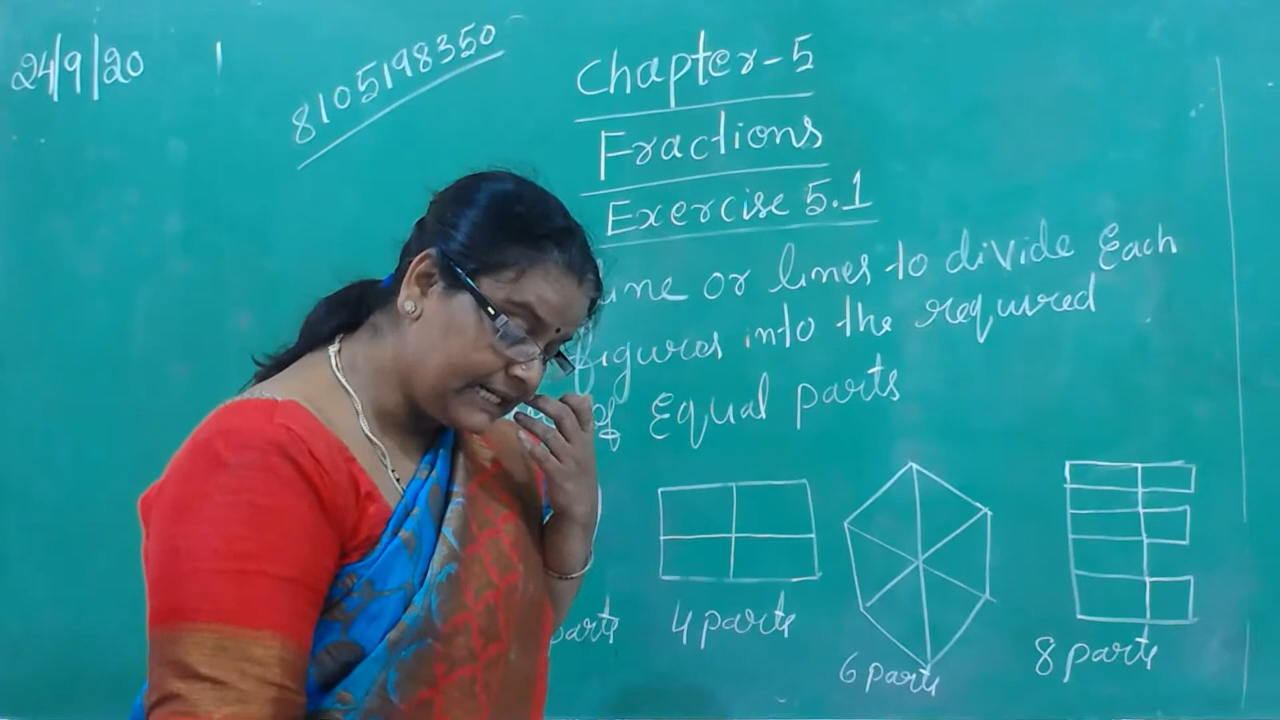 24/9/20
8105198350
Chapter-5
Fractions
Exercise 5.1
line or lines to divide Each
figures into the required
of Equal parts
parts
4 parts
6 parts
8 parts